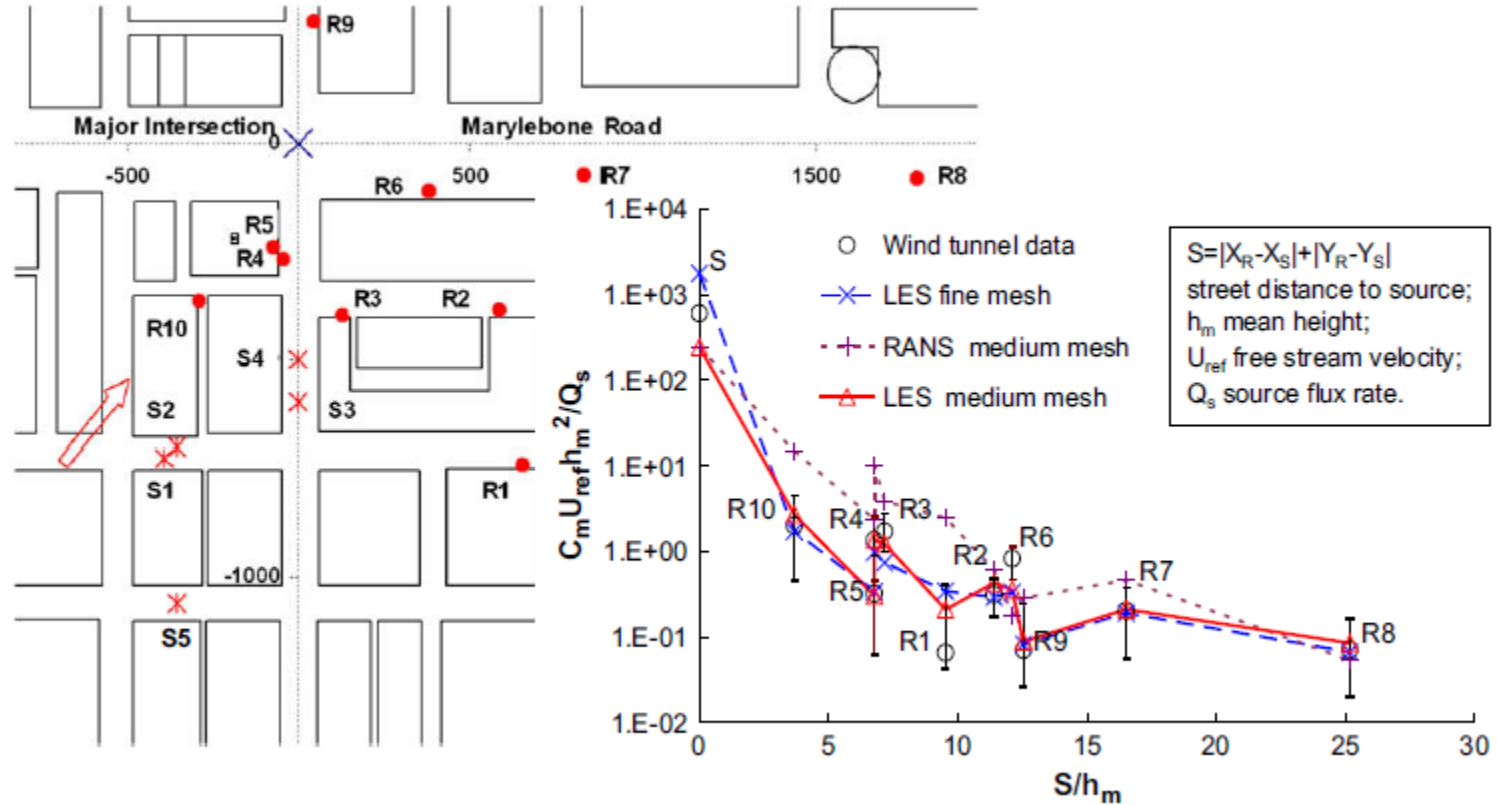 R9
Major Intersection
Marylebone Road
0
-500
500
1500
R7
R8
R6
R5
R4
R3
R2
R10
S4
S2
S3
S1
R1
-1000
S5
1.E+04
1.E+03
1.E+02
1.E+01
1.E+00
1.E-01
1.E-02
CmUrefhm²/Qs
S
Wind tunnel data
LES fine mesh
RANS medium mesh
LES medium mesh
S=|XR-XS|+|YR-YS|
street distance to source;
hm mean height;
Uref free stream velocity;
Qs source flux rate.
R10
R4
R3
R5
R2
R6
R1
R9
R7
R8
0
5
10
15
20
25
30
S/hm